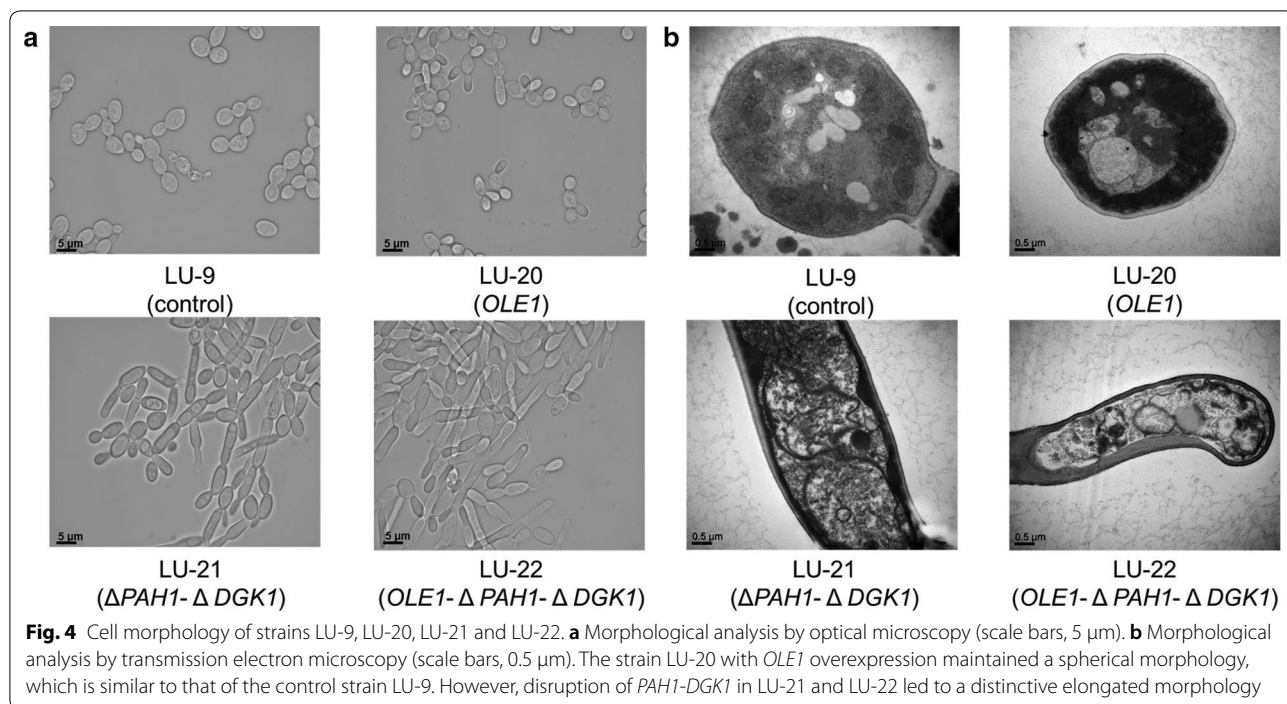 a
b
5 µm
5 µm
0.5 µm
0.5 µm
LU-9
(control)
LU-20
(OLE1)
LU-9
(control)
LU-20
(OLE1)
5 µm
5 µm
0.5 µm
0.5 µm
LU-21
(ΔPAH1- Δ DGK1)
LU-22
(OLE1- Δ PAH1- Δ DGK1)
LU-21
(ΔPAH1- Δ DGK1)
LU-22
(OLE1- Δ PAH1- Δ DGK1)
Fig. 4 Cell morphology of strains LU-9, LU-20, LU-21 and LU-22. a Morphological analysis by optical microscopy (scale bars, 5 µm). b Morphological
analysis by transmission electron microscopy (scale bars, 0.5 µm). The strain LU-20 with OLE1 overexpression maintained a spherical morphology,
which is similar to that of the control strain LU-9. However, disruption of PAH1-DGK1 in LU-21 and LU-22 led to a distinctive elongated morphology